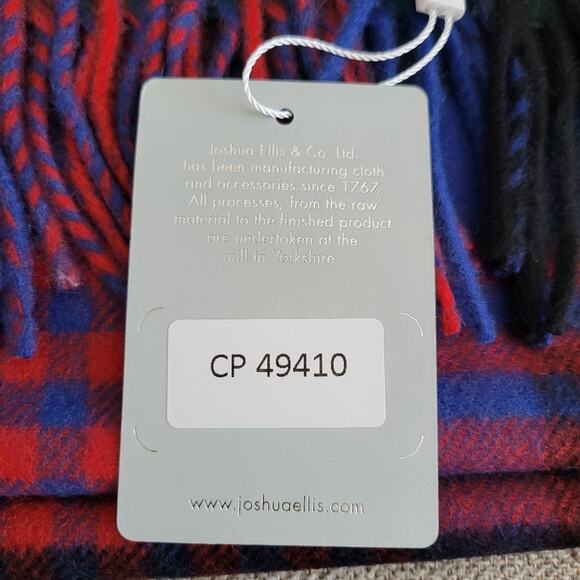 Joshua Ellis & Co. Ltd.
has been manufacturing cloth
and accessories since 1767.
All processes, from the raw
material to the finished product
are undertaken at the
mill in Yorkshire.
CP 49410
www.joshuaellis.com